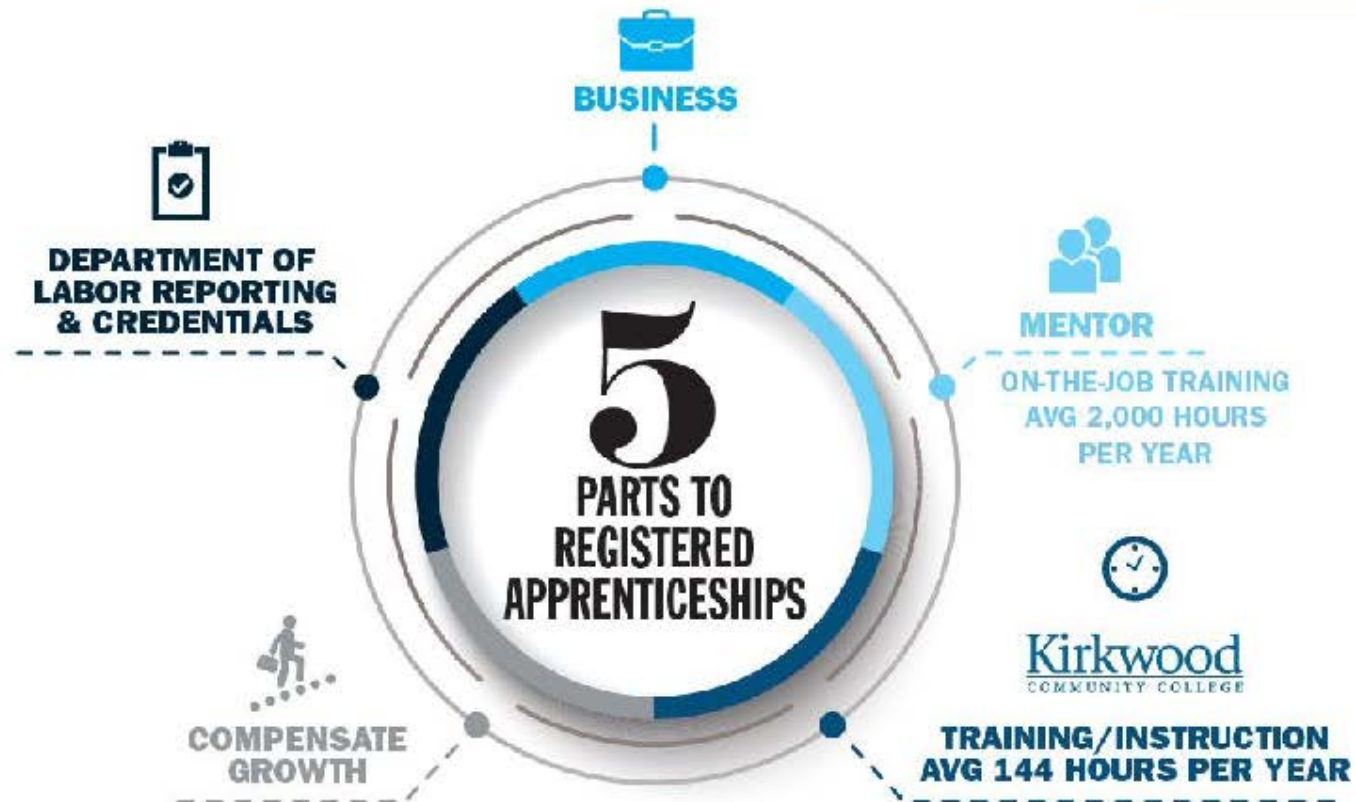 BUSINESS
DEPARTMENT OF
LABOR REPORTING
& CREDENTIALS
MENTOR
ON-THE-JOB TRAINING
AVG 2,000 HOURS
PER YEAR
5
PARTS TO
REGISTERED
APPRENTICESHIPS
Kirkwood
COMMUNITY COLLEGE
TRAINING/INSTRUCTION
AVG 144 HOURS PER YEAR
COMPENSATE
GROWTH